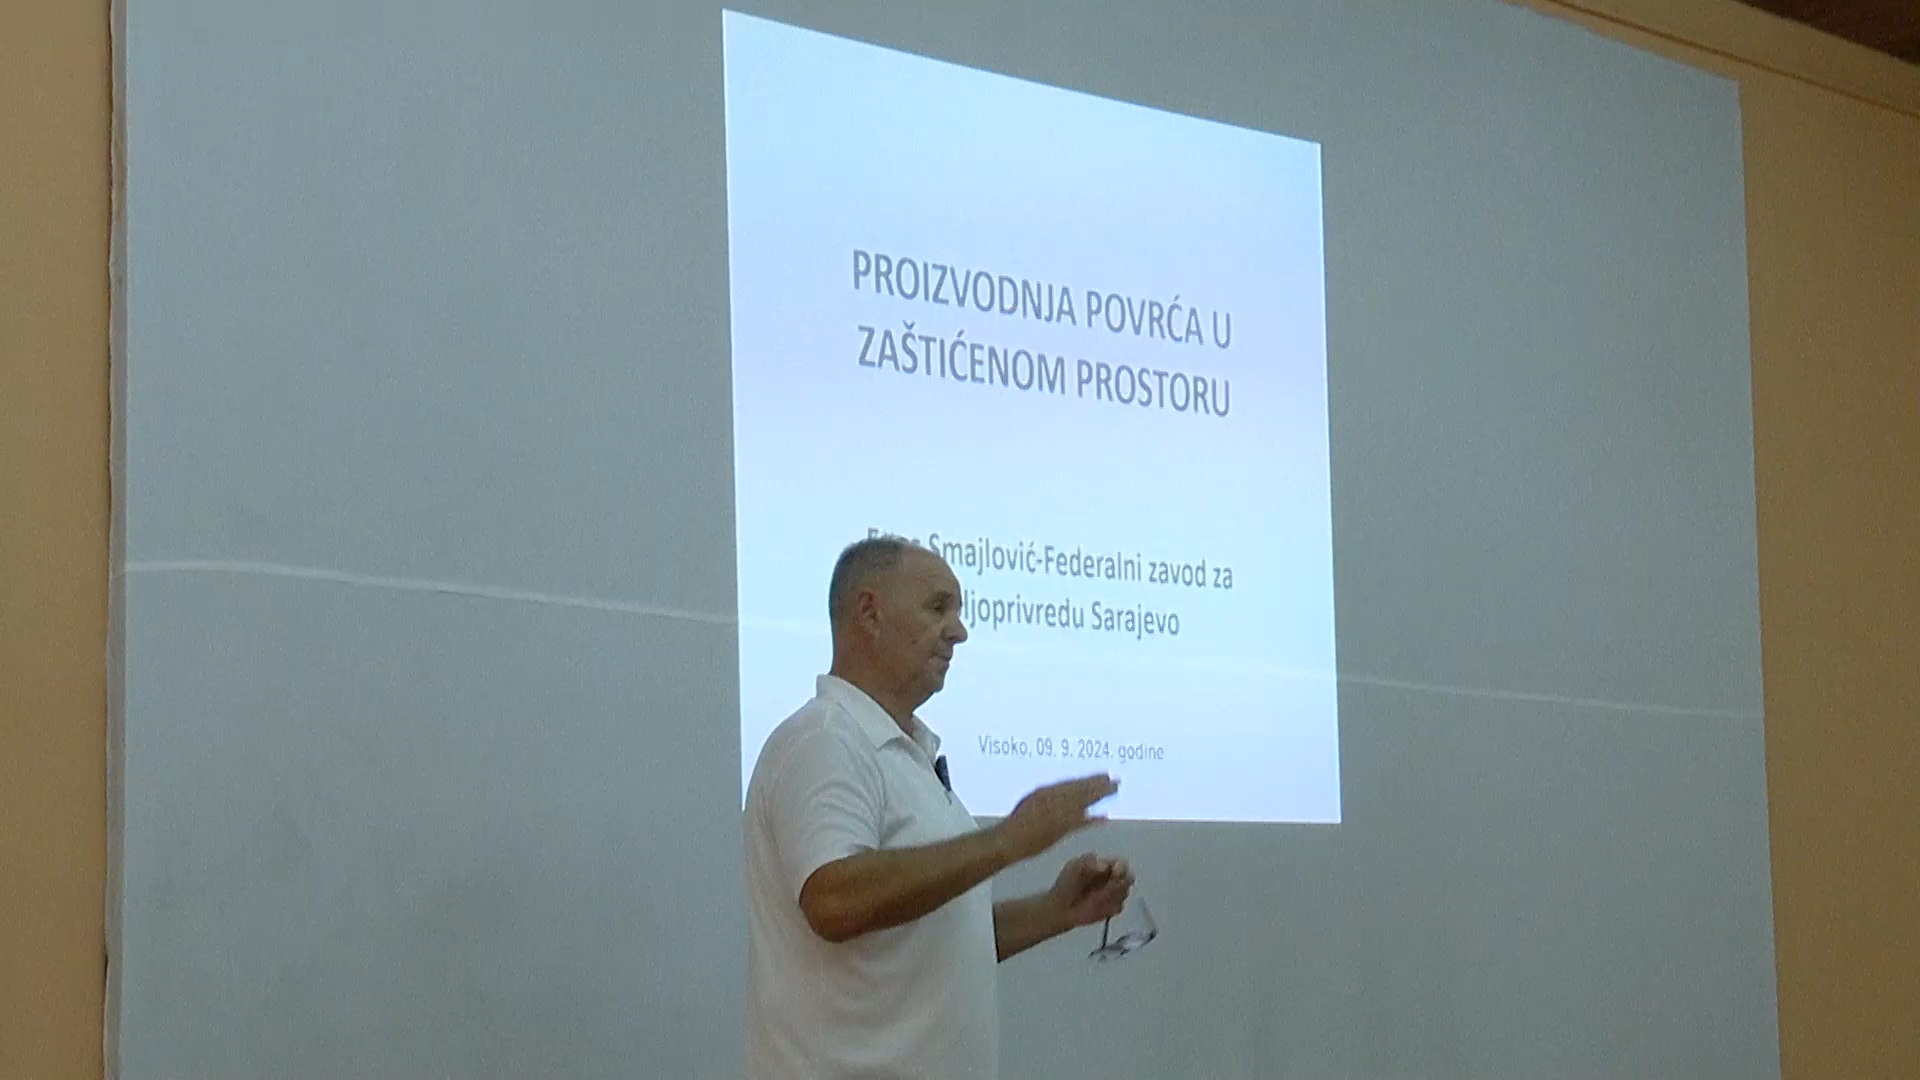 PROIZVODNJA POVRĆA U
ZAŠTIĆENOM PROSTORU
Smajlović-Federalni zavod za
ljoprivredu Sarajevo
Visoko, 09. 9. 2024. godine